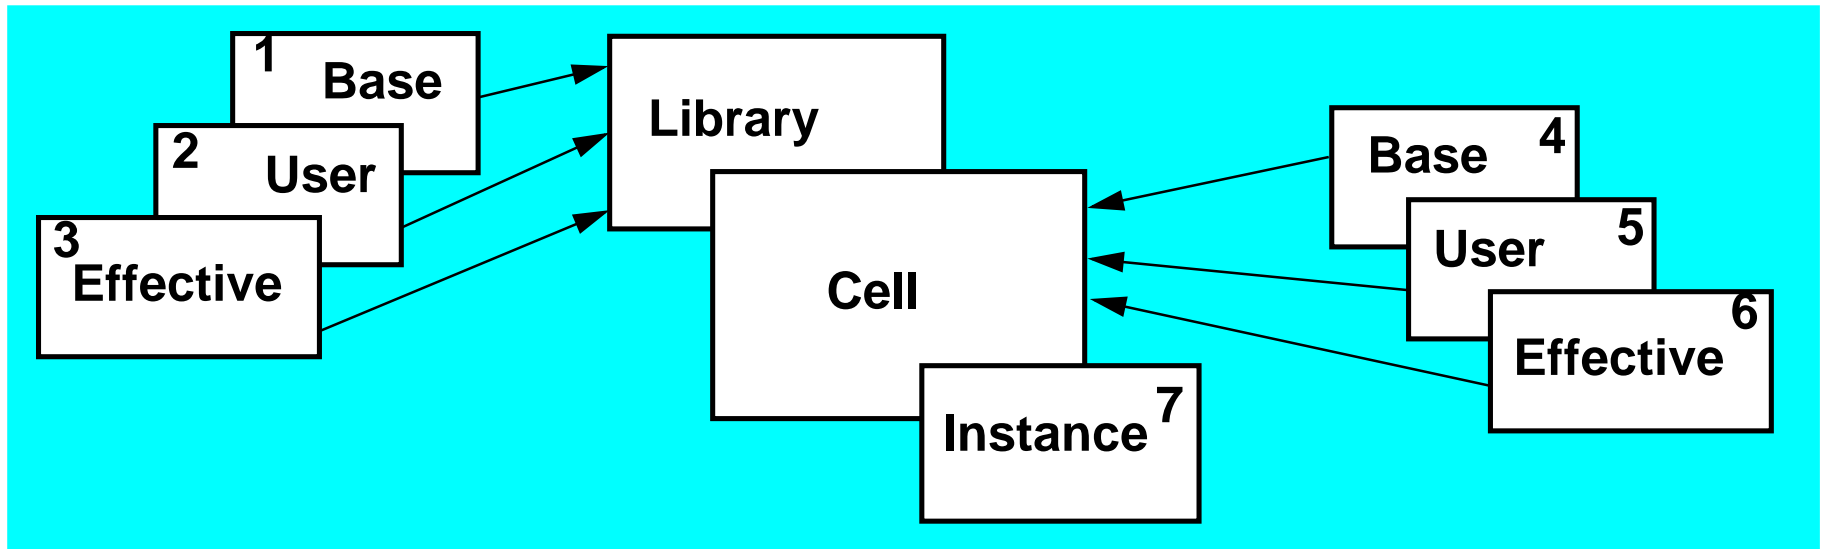 1
Base
2
User
3
Effective
Library
Cell
Instance
7
Base
4
User
5
Effective
6